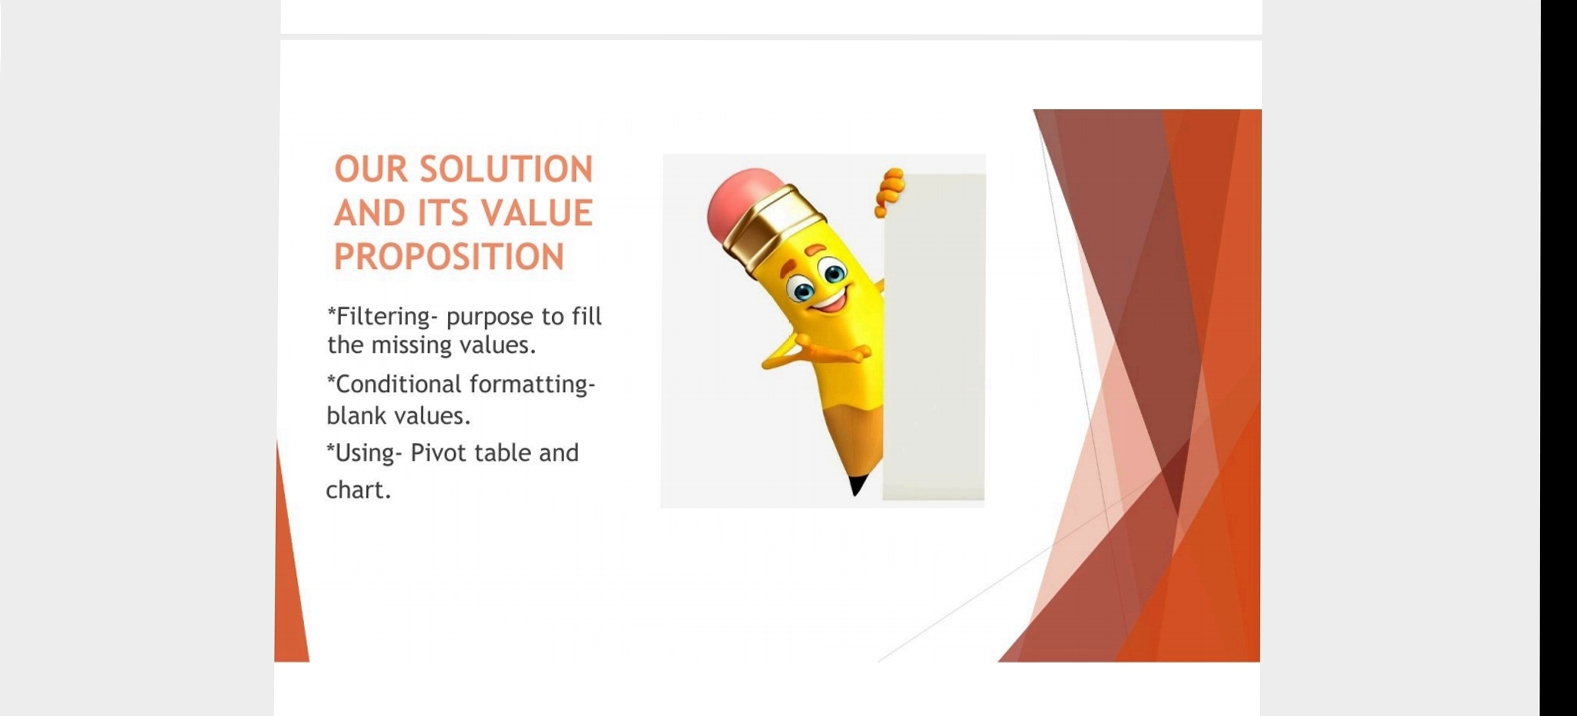 OUR SOLUTION
AND ITS VALUE
PROPOSITION
*Filtering- purpose to fill
the missing values.
*Conditional formatting-
blank values.
*Using- Pivot table and
chart.